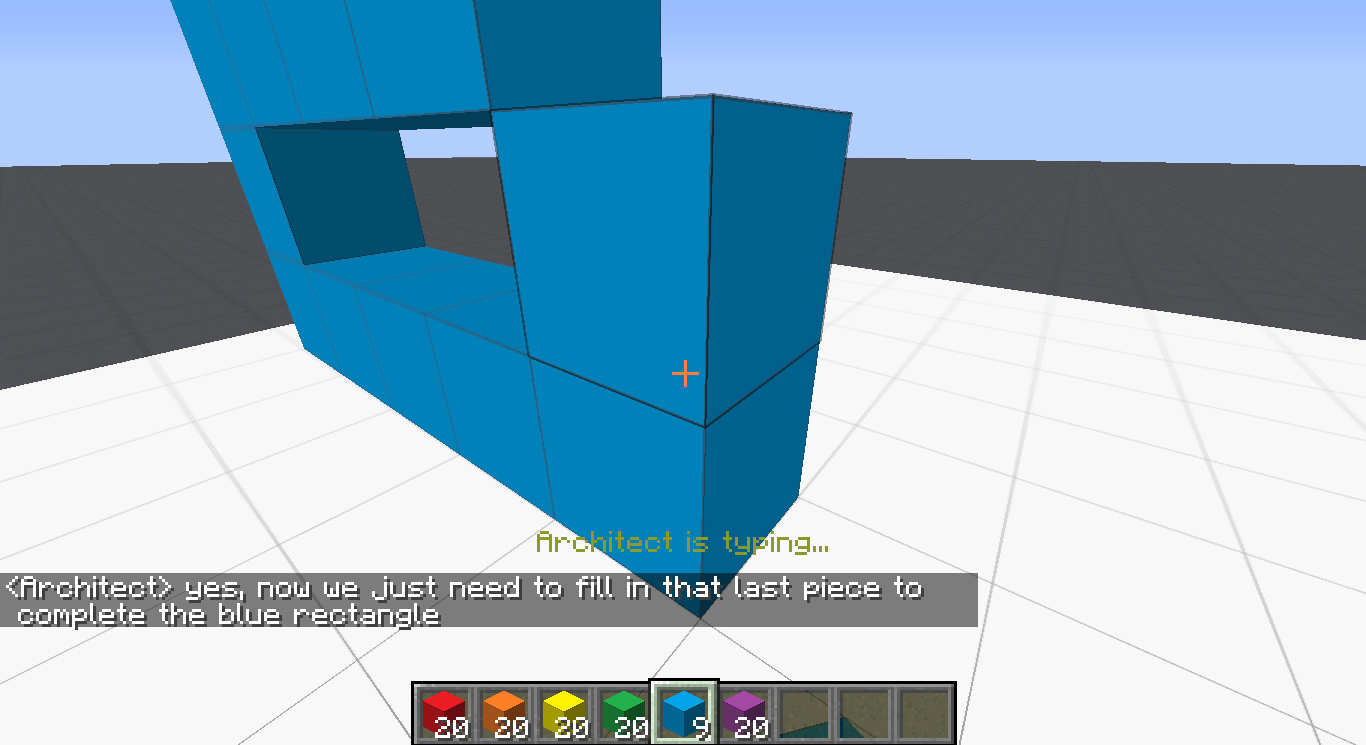 Architect is typing...
<Architect> yes, now we just need to fill in that last piece to
complete the blue rectangle
20 20 20 20 9 20